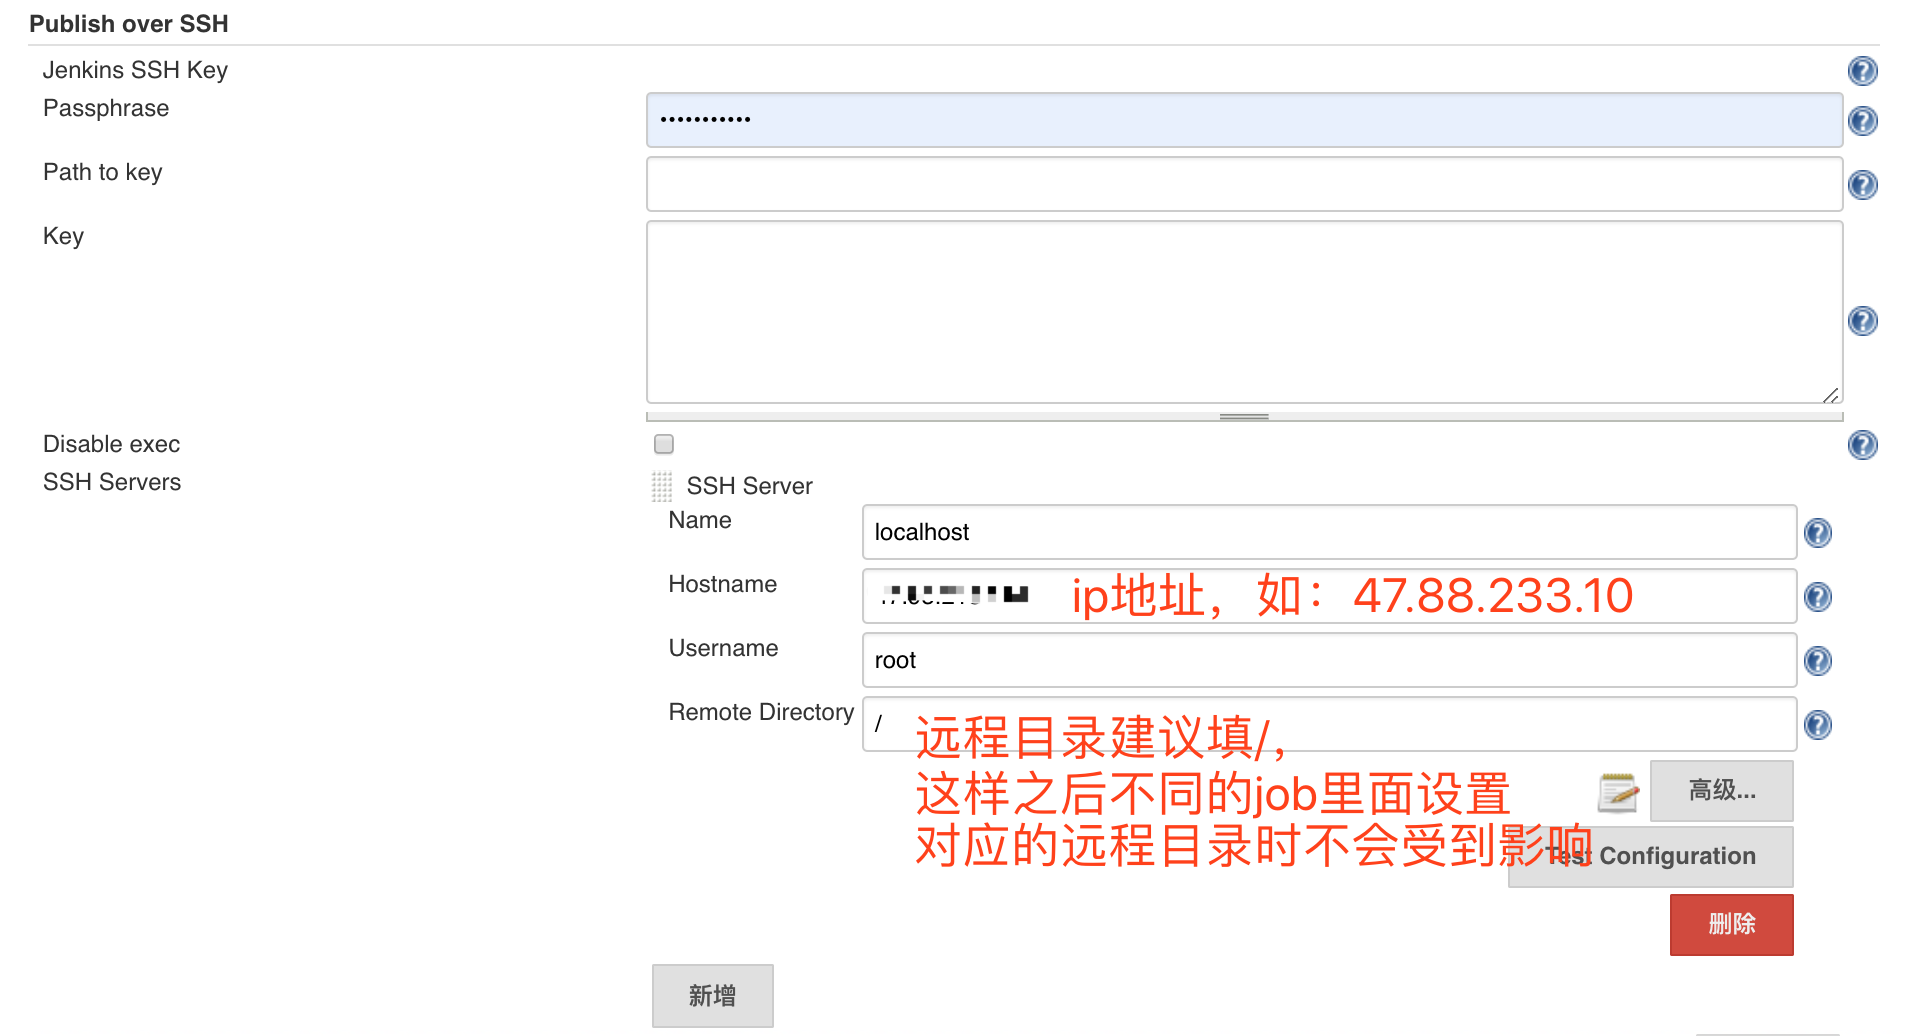 Publish over SSH
Jenkins SSH Key
Passphrase
•••••••••••
Path to key
Key
Disable exec
SSH Servers
SSH Server
Name
localhost
Hostname
ip地址，如：47.88.233.10
Username
root
Remote Directory
/
远程目录建议填/,
这样之后不同的job里面设置
对应的远程目录时不会受到影响
高级...
Test Configuration
删除
新增